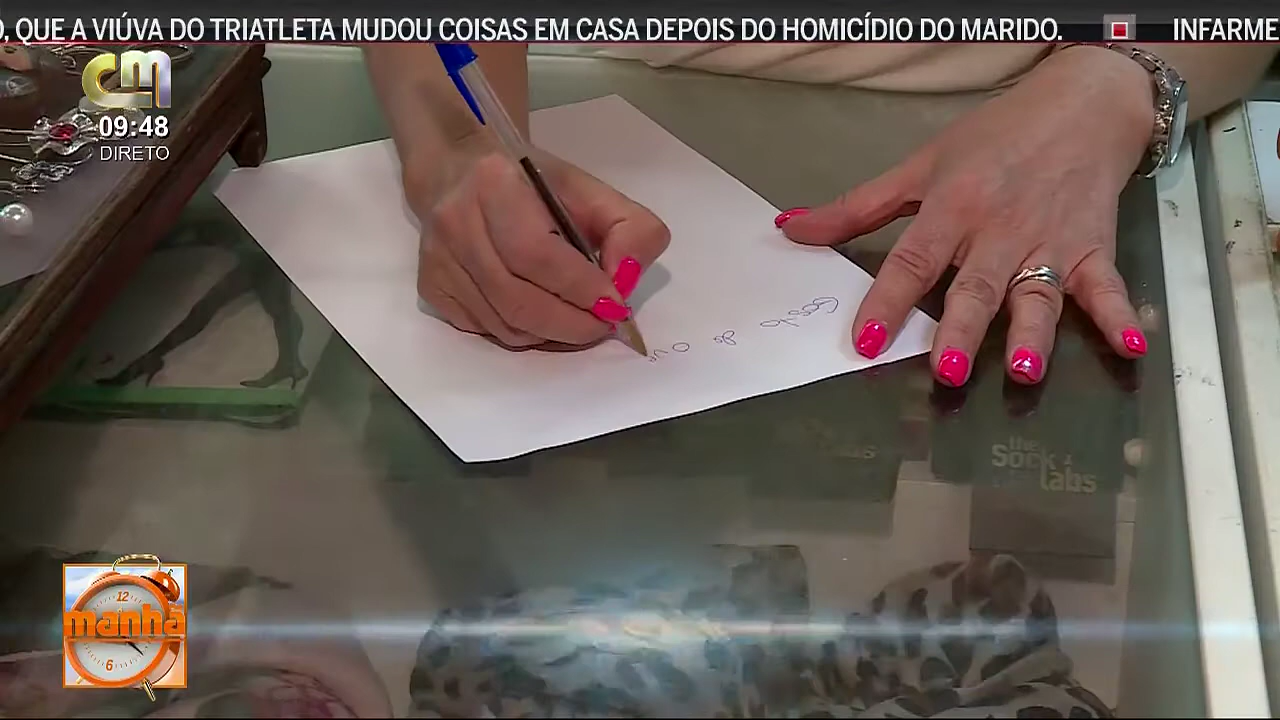 O, QUE A VIÚVA DO TRIATLETA MUDOU COISAS EM CASA DEPOIS DO HOMICÍDIO DO MARIDO. INFARME
CM
09:48
DIRETO
the
Sock
labs
12
manhã
6